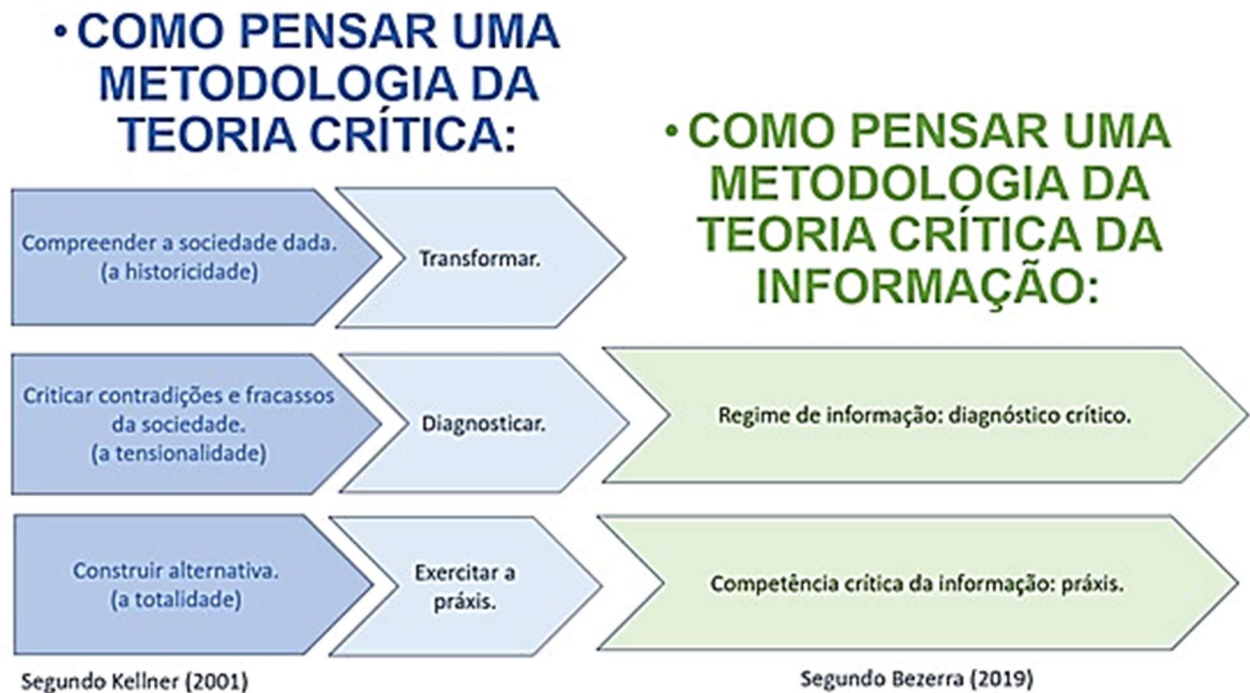 • COMO PENSAR UMA
METODOLOGIA DA
TEORIA CRÍTICA:
Compreender a sociedade dada.
(a historicidade)
Transformar.
Criticar contradições e fracassos
da sociedade.
(a tensionalidade)
Diagnosticar.
Construir alternativa.
(a totalidade)
Exercitar a
práxis.
Segundo Kellner (2001)
• COMO PENSAR UMA
METODOLOGIA DA
TEORIA CRÍTICA DA
INFORMAÇÃO:
Regime de informação: diagnóstico crítico.
Competência crítica da informação: práxis.
Segundo Bezerra (2019)